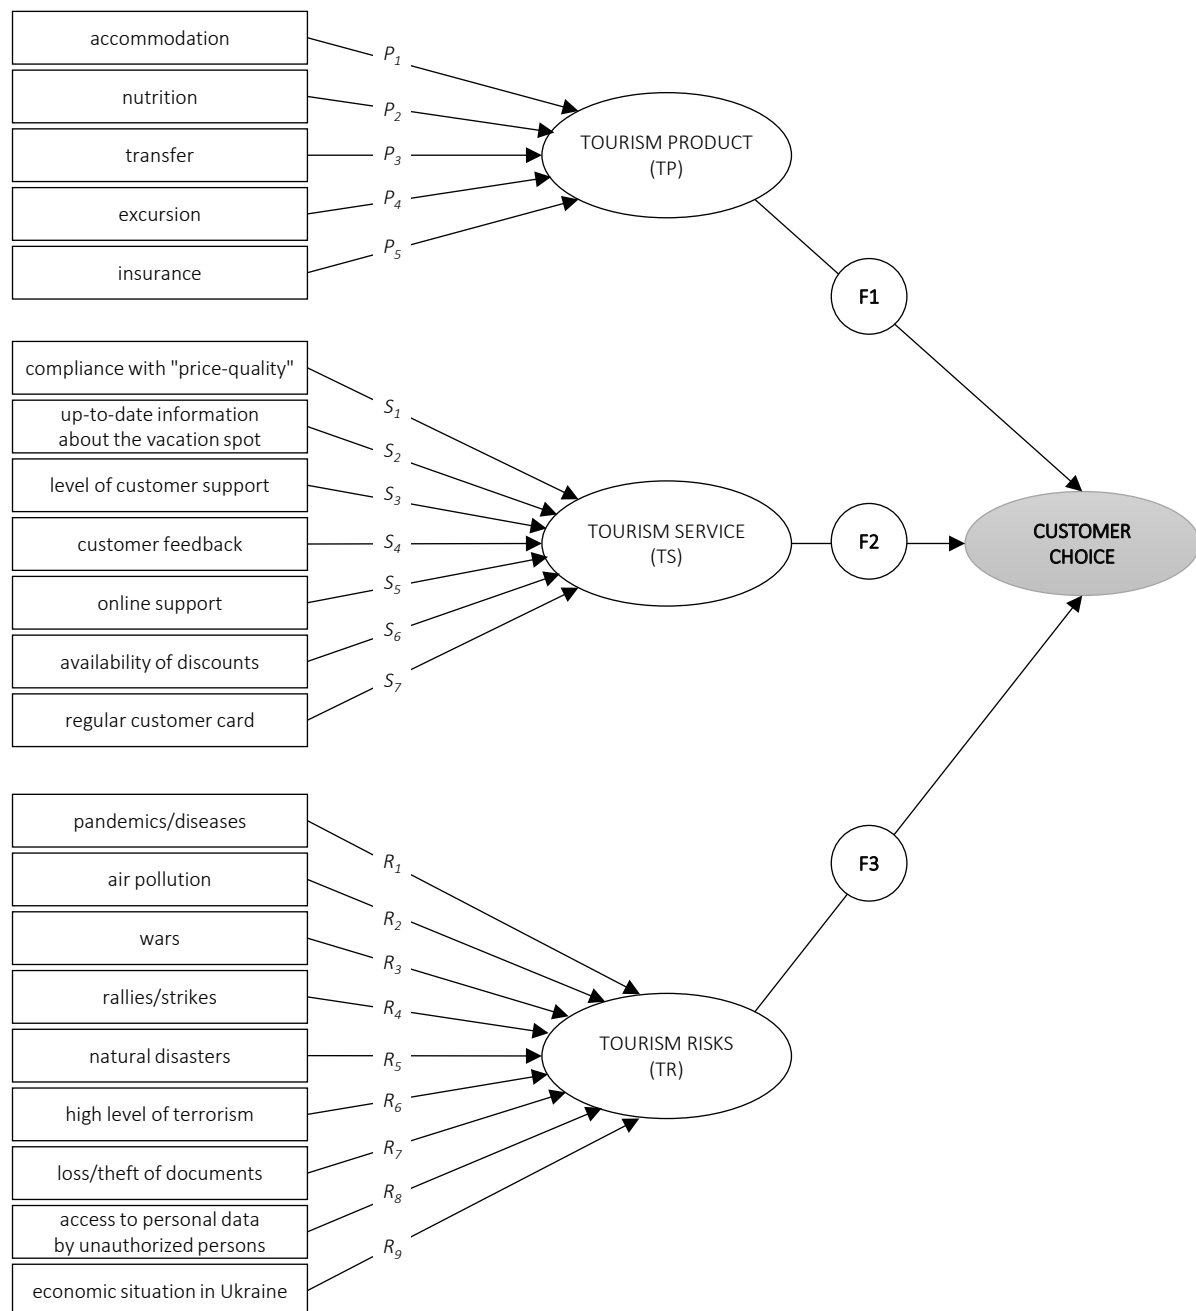 accommodation
P1
nutrition
P2
transfer
P3
excursion
P4
insurance
P5
TOURISM PRODUCT
(TP)
F1
compliance with "price-quality"
S1
up-to-date information
about the vacation spot
S2
level of customer support
S3
customer feedback
S4
online support
S5
availability of discounts
S6
regular customer card
S7
TOURISM SERVICE
(TS)
F2
CUSTOMER
CHOICE
pandemics/diseases
R1
air pollution
R2
wars
R3
rallies/strikes
R4
natural disasters
R5
high level of terrorism
R6
loss/theft of documents
R7
access to personal data
by unauthorized persons
R8
economic situation in Ukraine
R9
TOURISM RISKS
(TR)
F3